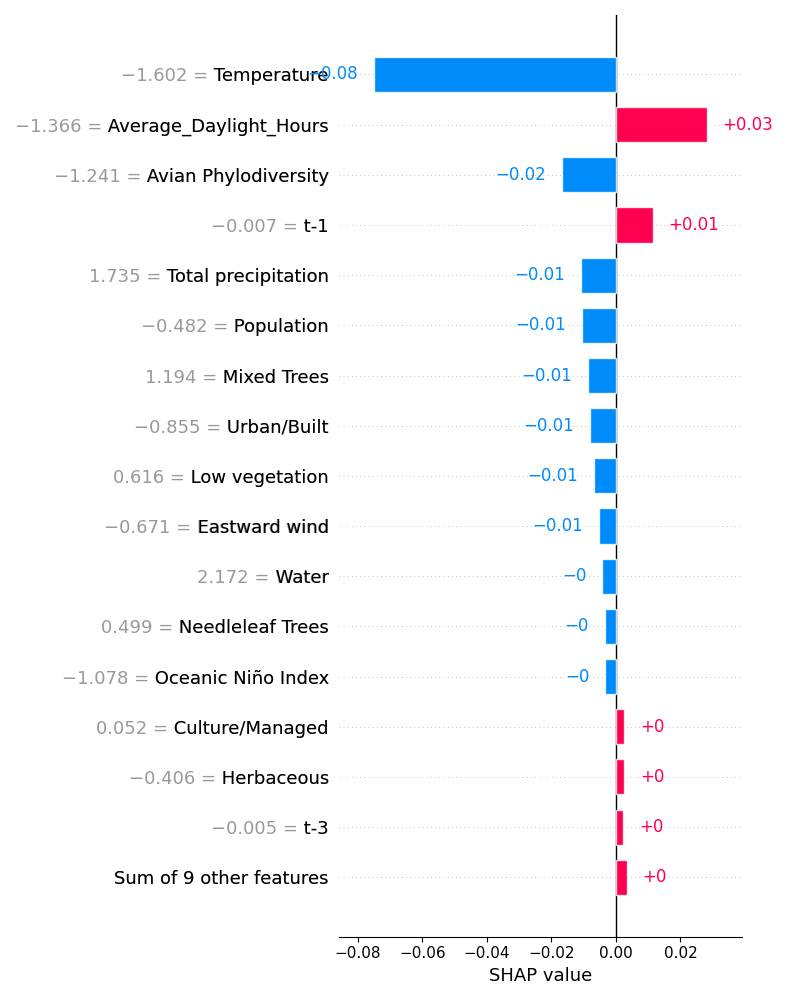 −1.602 = Temperature −0.08
−1.366 = Average_Daylight_Hours +0.03
−1.241 = Avian Phylodiversity −0.02
−0.007 = t-1 +0.01
1.735 = Total precipitation −0.01
−0.482 = Population −0.01
1.194 = Mixed Trees −0.01
−0.855 = Urban/Built −0.01
0.616 = Low vegetation −0.01
−0.671 = Eastward wind −0.01
2.172 = Water −0
0.499 = Needleleaf Trees −0
−1.078 = Oceanic Niño Index −0
0.052 = Culture/Managed +0
−0.406 = Herbaceous +0
−0.005 = t-3 +0
Sum of 9 other features +0
−0.08 −0.06 −0.04 −0.02 0.00 0.02
SHAP value